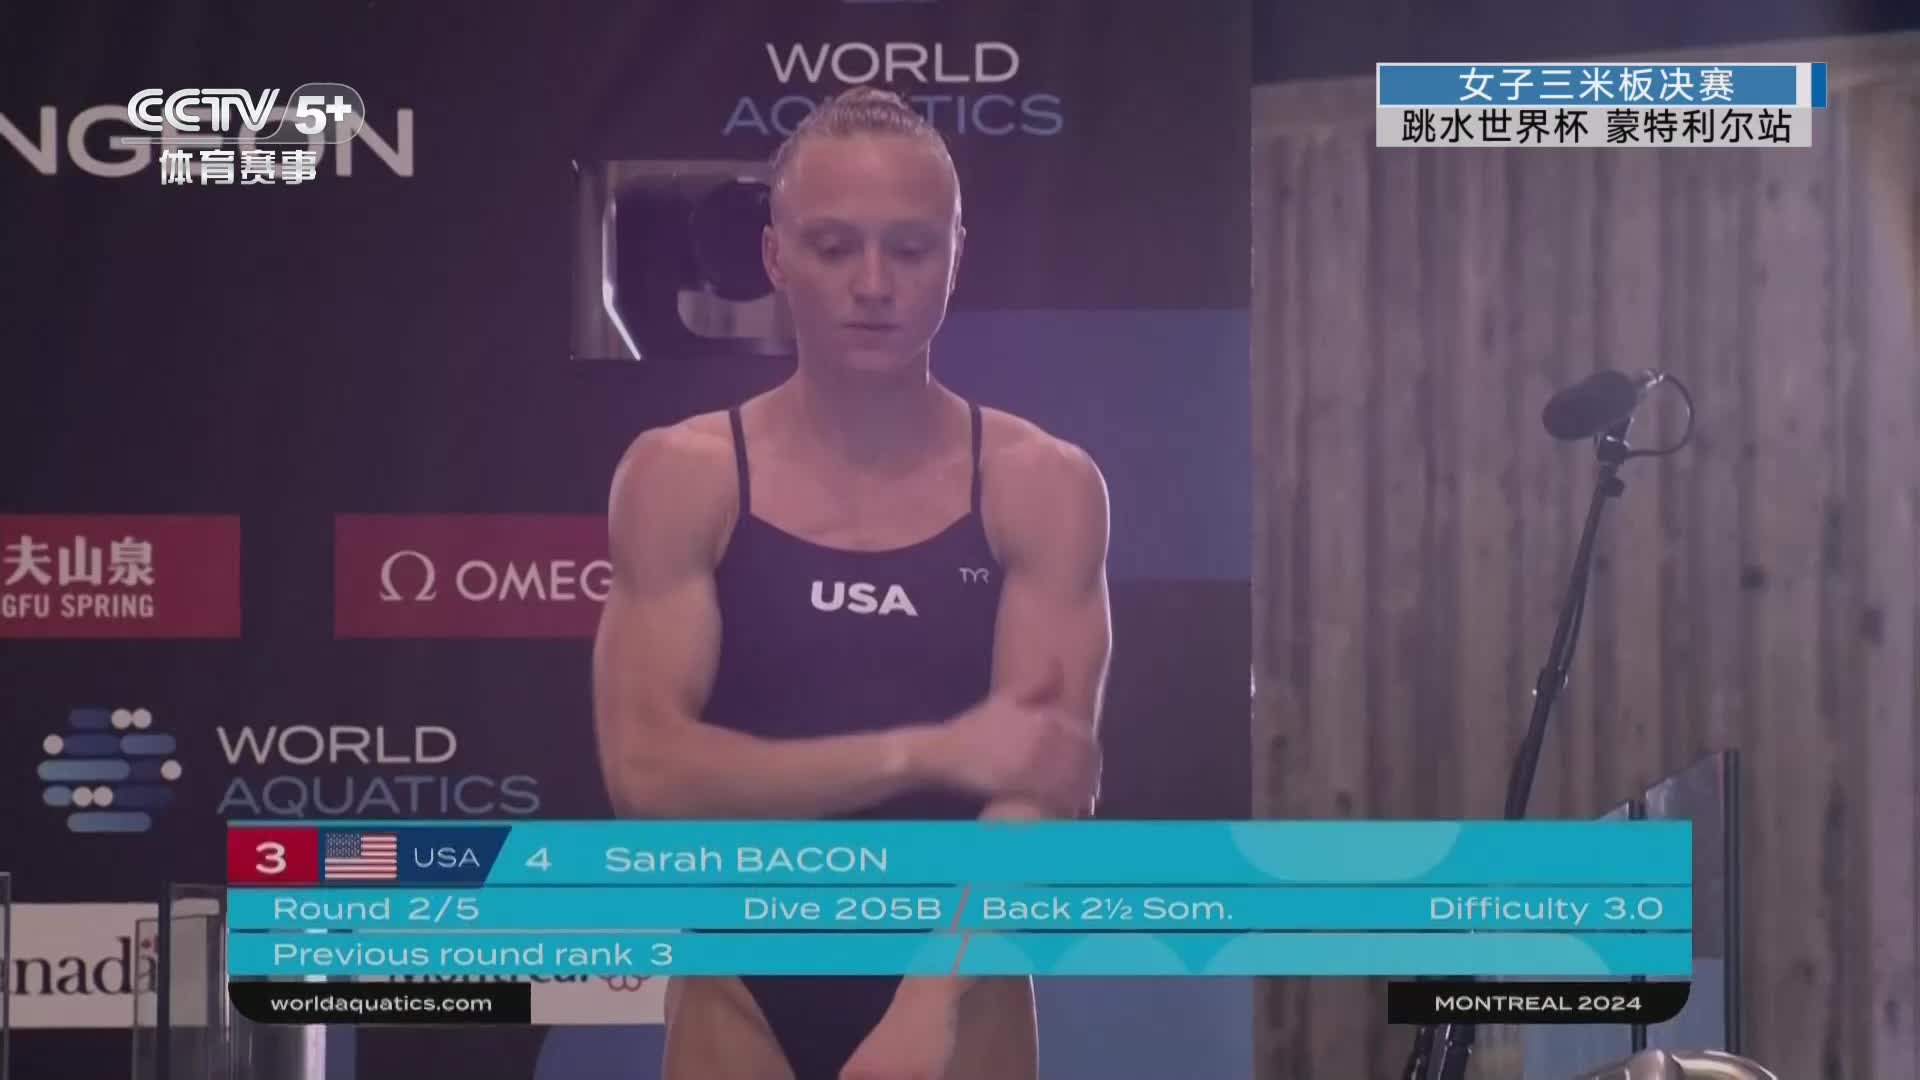 WORLD
AQUATICS
NGEON
CCTV 5+
体育赛事
女子三米板决赛
跳水世界杯 蒙特利尔站
夫山泉
GFU SPRING
Ω OMEG
USA
TYR
WORLD
AQUATICS
3 USA 4 Sarah BACON
Round 2/5 Dive 205B / Back 2½ Som. Difficulty 3.0
Previous round rank 3
nada
worldaquatics.com
MONTREAL 2024